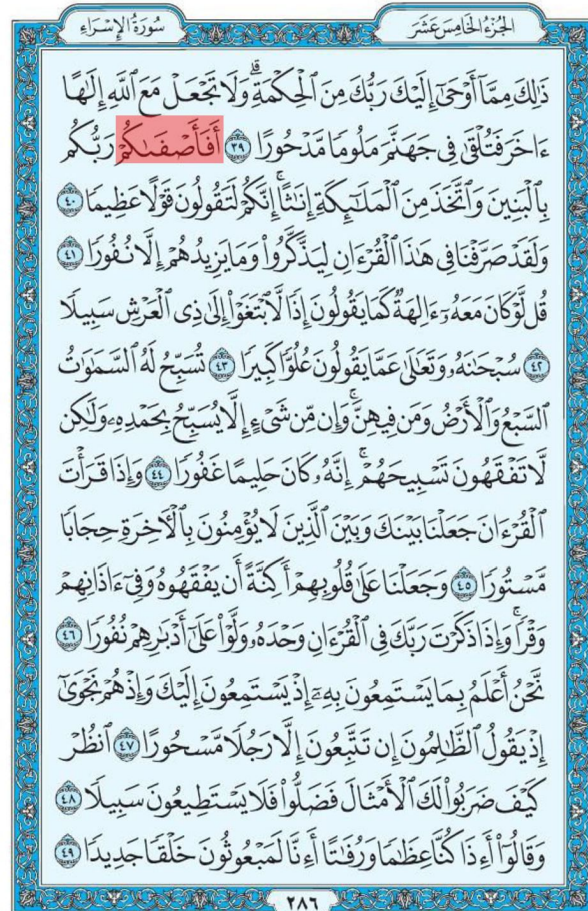 الجُزءُ الخَامِسَ عَشَرَ
سُورَةُ الإِسْرَاءِ
ذَٰلِكَ مِمَّآ أَوْحَىٰٓ إِلَيْكَ رَبُّكَ مِنَ ٱلْحِكْمَةِۗ وَلَا تَجْعَلْ مَعَ ٱللَّهِ إِلَٰهًا
ءَاخَرَ فَتُلْقَىٰ فِى جَهَنَّمَ مَلُومًا مَّدْحُورًا ٣٩ أَفَأَصْفَىٰكُمْ رَبُّكُم
بِٱلْبَنِينَ وَٱتَّخَذَ مِنَ ٱلْمَلَٰٓئِكَةِ إِنَٰثًاۚ إِنَّكُمْ لَتَقُولُونَ قَوْلًا عَظِيمًا ٤٠
وَلَقَدْ صَرَّفْنَا فِى هَٰذَا ٱلْقُرْءَانِ لِيَذَّكَّرُوا۟ وَمَا يَزِيدُهُمْ إِلَّا نُفُورًا ٤١
قُل لَّوْ كَانَ مَعَهُۥٓ ءَالِهَةٌ كَمَا يَقُولُونَ إِذًا لَّٱبْتَغَوْا۟ إِلَىٰ ذِى ٱلْعَرْشِ سَبِيلًا
٤٢ سُبْحَٰنَهُۥ وَتَعَٰلَىٰ عَمَّا يَقُولُونَ عُلُوًّا كَبِيرًا ٤٣ تُسَبِّحُ لَهُ ٱلسَّمَٰوَٰتُ
ٱلسَّبْعُ وَٱلْأَرْضُ وَمَن فِيهِنَّۚ وَإِن مِّن شَىْءٍ إِلَّا يُسَبِّحُ بِحَمْدِهِۦ وَلَٰكِن
لَّا تَفْقَهُونَ تَسْبِيحَهُمْۚ إِنَّهُۥ كَانَ حَلِيمًا غَفُورًا ٤٤ وَإِذَا قَرَأْتَ
ٱلْقُرْءَانَ جَعَلْنَا بَيْنَكَ وَبَيْنَ ٱلَّذِينَ لَا يُؤْمِنُونَ بِٱلْءَاخِرَةِ حِجَابًا
مَّسْتُورًا ٤٥ وَجَعَلْنَا عَلَىٰ قُلُوبِهِمْ أَكِنَّةً أَن يَفْقَهُوهُ وَفِىٓ ءَاذَانِهِمْ
وَقْرًاۚ وَإِذَا ذَكَرْتَ رَبَّكَ فِى ٱلْقُرْءَانِ وَحْدَهُۥ وَلَّوْا۟ عَلَىٰٓ أَدْبَٰرِهِمْ نُفُورًا ٤٦
نَّحْنُ أَعْلَمُ بِمَا يَسْتَمِعُونَ بِهِۦٓ إِذْ يَسْتَمِعُونَ إِلَيْكَ وَإِذْ هُمْ نَجْوَىٰٓ
إِذْ يَقُولُ ٱلظَّٰلِمُونَ إِن تَتَّبِعُونَ إِلَّا رَجُلًا مَّسْحُورًا ٤٧ ٱنظُرْ
كَيْفَ ضَرَبُوا۟ لَكَ ٱلْأَمْثَالَ فَضَلُّوا۟ فَلَا يَسْتَطِيعُونَ سَبِيلًا ٤٨
وَقَالُوٓا۟ أَءِذَا كُنَّا عِظَٰمًا وَرُفَٰتًا أَءِنَّا لَمَبْعُوثُونَ خَلْقًا جَدِيدًا ٤٩
٢٨٦